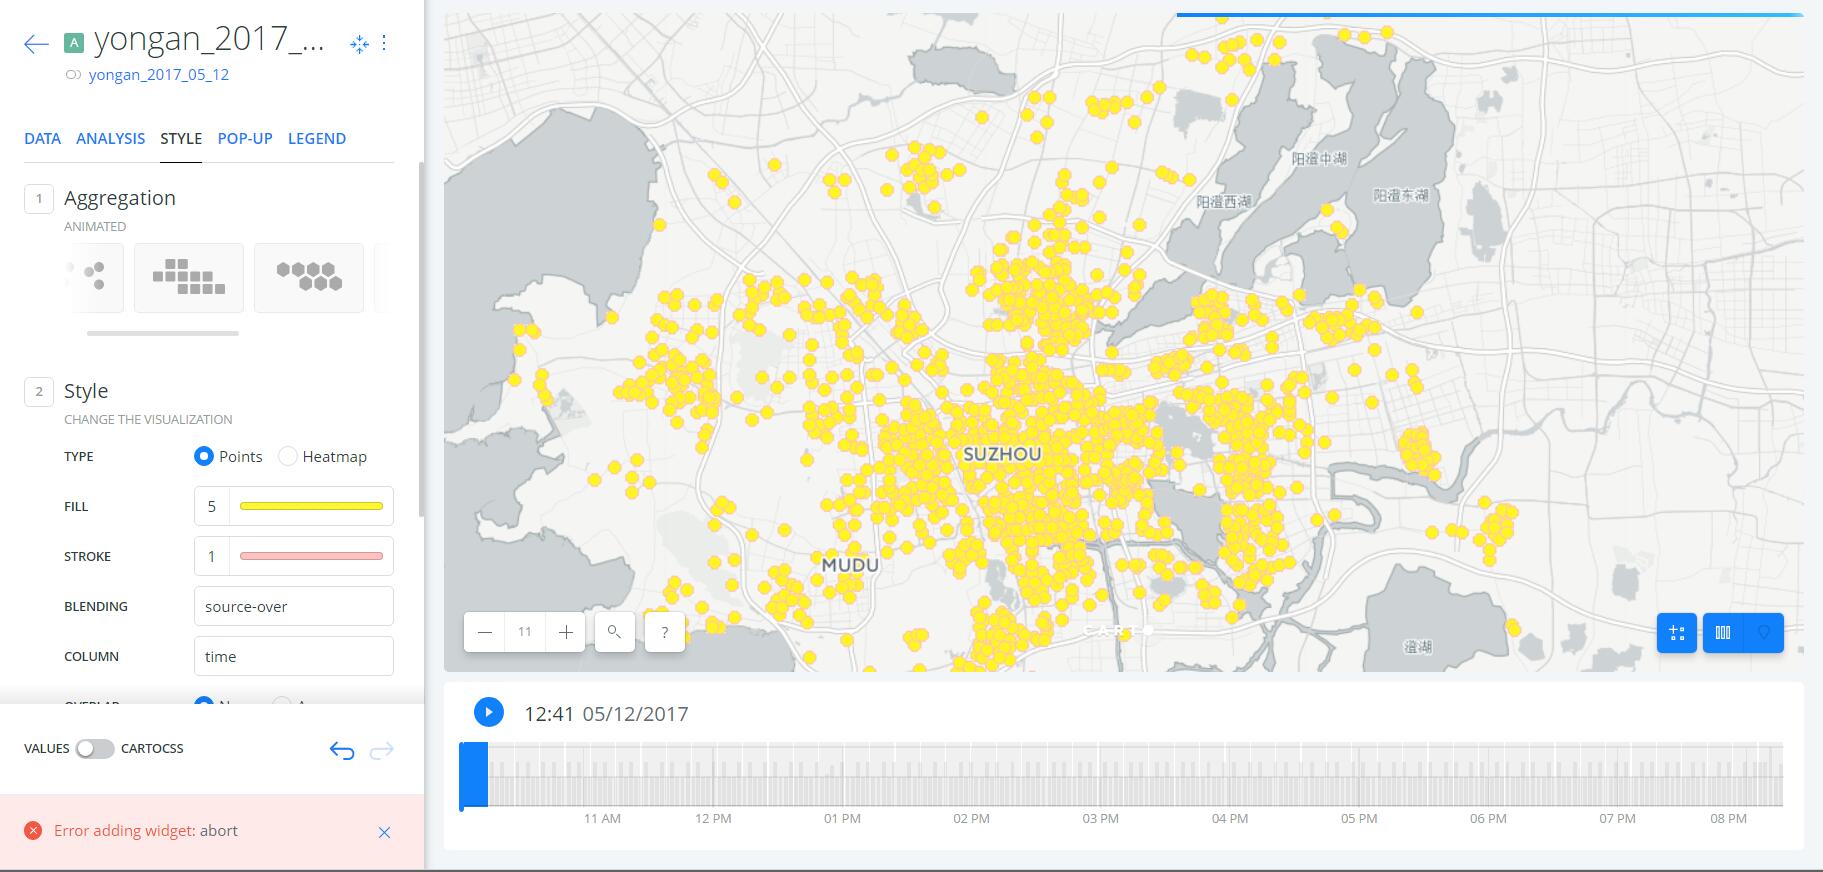 A yongan_2017_...
yongan_2017_05_12
DATA ANALYSIS STYLE POP-UP LEGEND
1 Aggregation
ANIMATED
2 Style
CHANGE THE VISUALIZATION
TYPE Points Heatmap
FILL 5
STROKE 1
BLENDING source-over
COLUMN time
VALUES CARTOCSS
Error adding widget: abort
阳澄中湖
阳澄西湖
阳澄东湖
SUZHOU
MUDU
澄湖
CARTO
11
?
12:41 05/12/2017
11 AM 12 PM 01 PM 02 PM 03 PM 04 PM 05 PM 06 PM 07 PM 08 PM